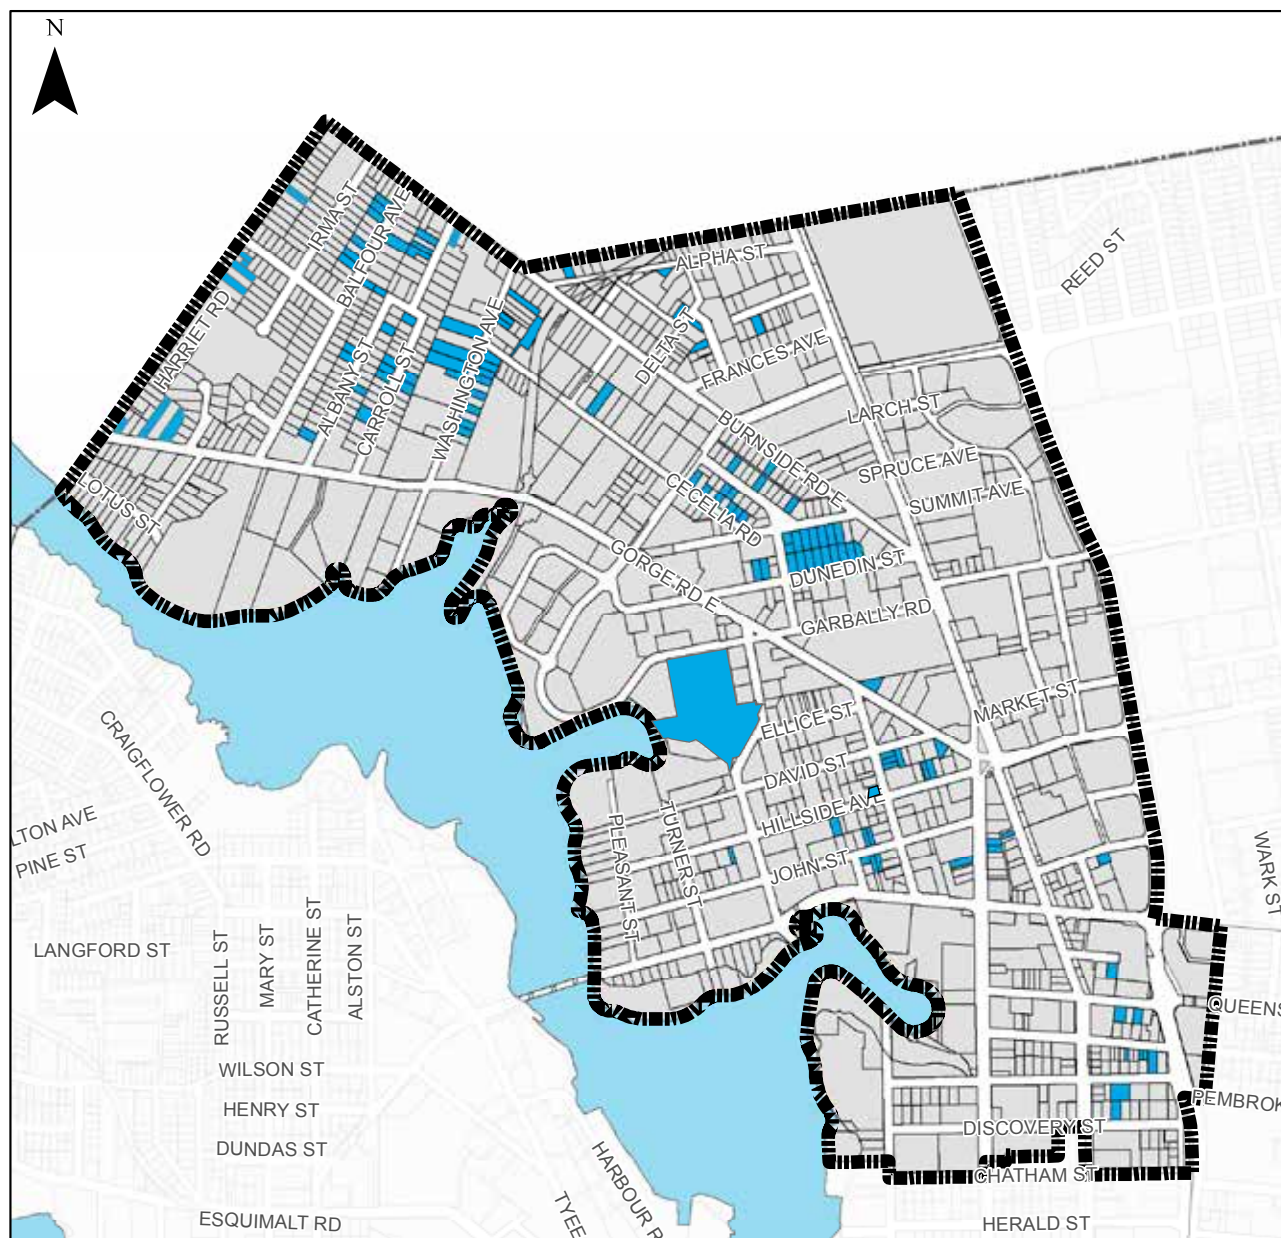 N
REED ST
ALPHA ST
IRMA ST
BALFOUR AVE
HARRIET RD
DELTA ST
FRANCES AVE
WASHINGTON AVE
ALBANY ST
CARROLL ST
LARCH ST
BURNSIDE RD E
SPRUCE AVE
SUMMIT AVE
CECELIA RD
LOTUS ST
GORGE RD E
DUNEDIN ST
GARBALLY RD
MARKET ST
ELLICE ST
DAVID ST
HILLSIDE AVE
JOHN ST
TURNER ST
PLEASANT ST
CRAIGFLOWER RD
LTON AVE
PINE ST
WARK ST
LANGFORD ST
RUSSELL ST
MARY ST
CATHERINE ST
ALSTON ST
QUEENS
WILSON ST
HENRY ST
PEMBROK
DUNDAS ST
DISCOVERY ST
CHATHAM ST
HARBOUR R
TYEE
ESQUIMALT RD
HERALD ST